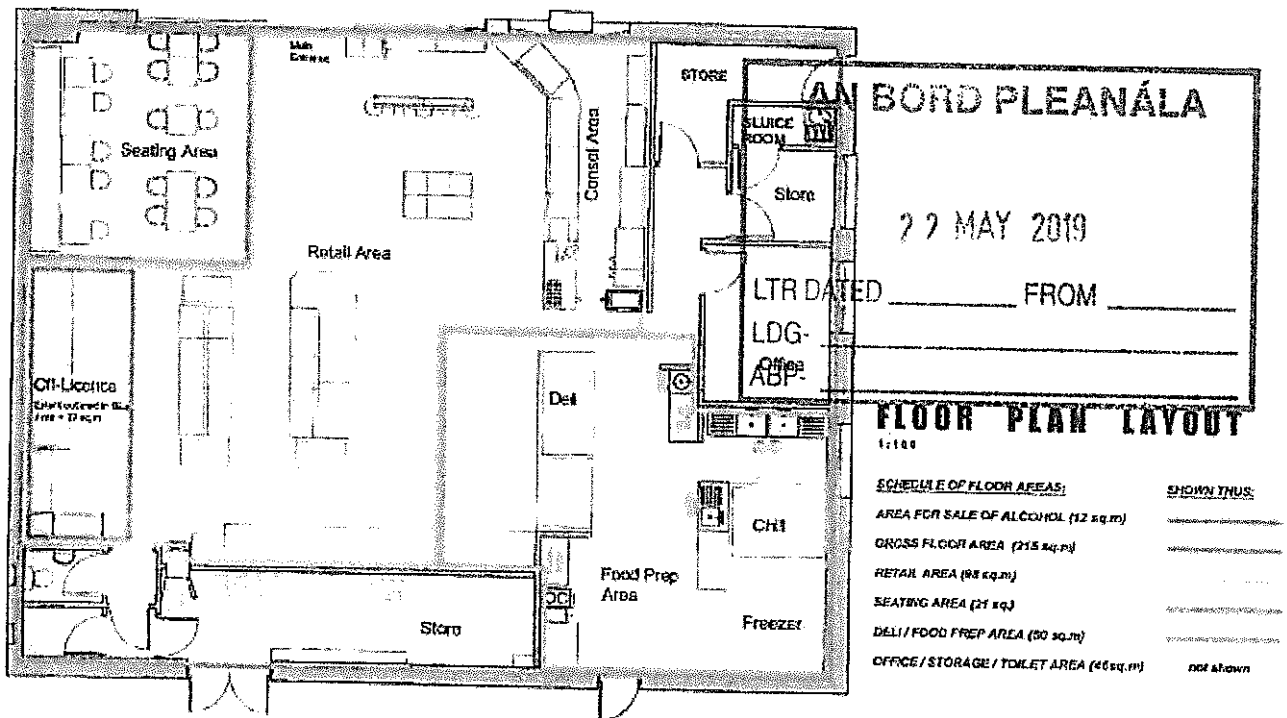 Main
Entrance
STORE
AN BORD PLEANÁLA
SLUICE
ROOM
Seating Area
Consol Area
Store
22 MAY 2019
Retail Area
LTR DATED FROM
LDG-
Office
ABP-
Off-Licence
Deli
FLOOR PLAN LAYOUT
1:100
SCHEDULE OF FLOOR AREAS: SHOWN THUS:
AREA FOR SALE OF ALCOHOL (12 sq.m)
GROSS FLOOR AREA (215 sq.m)
RETAIL AREA (98 sq.m)
SEATING AREA (21 sq.)
DELI / FOOD PREP AREA (50 sq.m)
OFFICE / STORAGE / TOILET AREA (46sq.m) not shown
Food Prep
Area
Freezer
Store